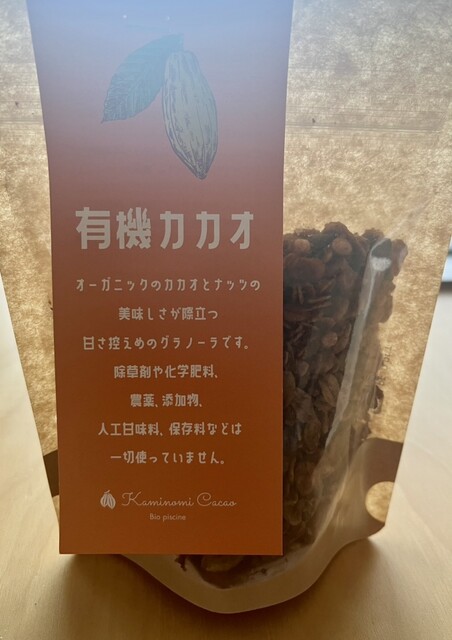 有機カカオ
オーガニックのカカオとナッツの
美味しさが際立つ
甘さ控えめのグラノーラです。
除草剤や化学肥料、
農薬、添加物、
人工甘味料、保存料などは
一切使っていません。
Kaminomi Cacao
Bio piscine